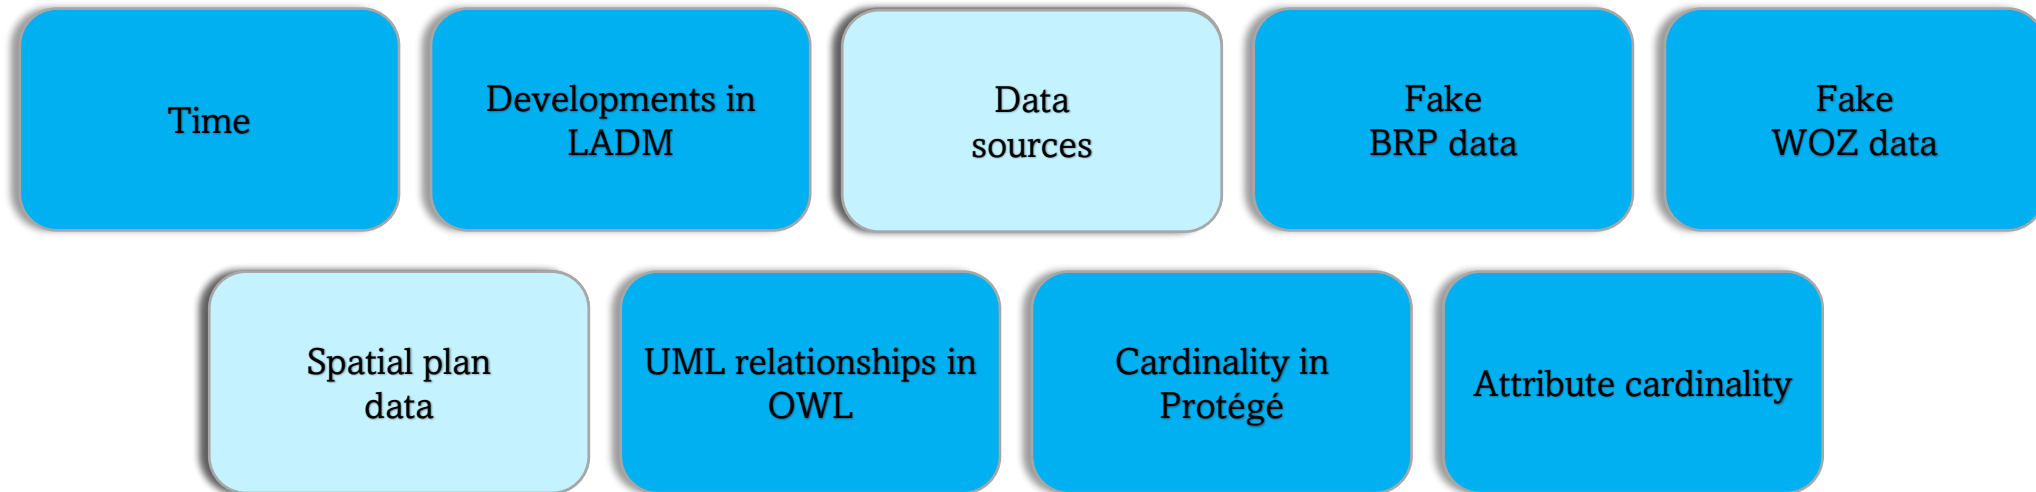 Time
Developments in
LADM
Data
sources
Fake
BRP data
Fake
WOZ data
Spatial plan
data
UML relationships in
OWL
Cardinality in
Protégé
Attribute cardinality